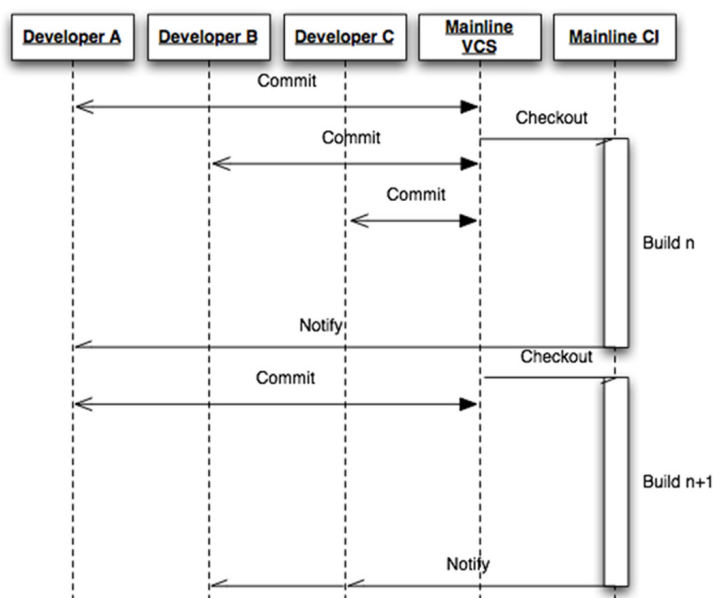 Developer A
Developer B
Developer C
Mainline
VCS
Mainline CI
Commit
Checkout
Commit
Commit
Build n
Notify
Checkout
Commit
Build n+1
Notify